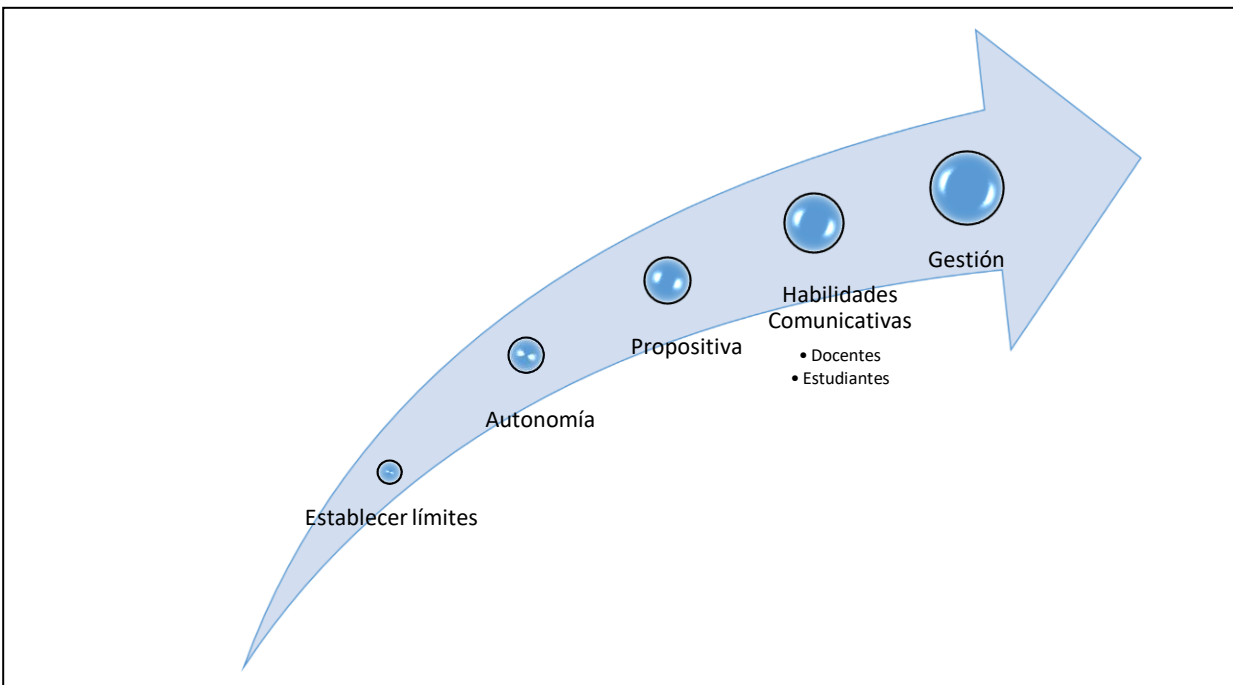 Establecer límites
Autonomía
Propositiva
Habilidades
Comunicativas
• Docentes
• Estudiantes
Gestión